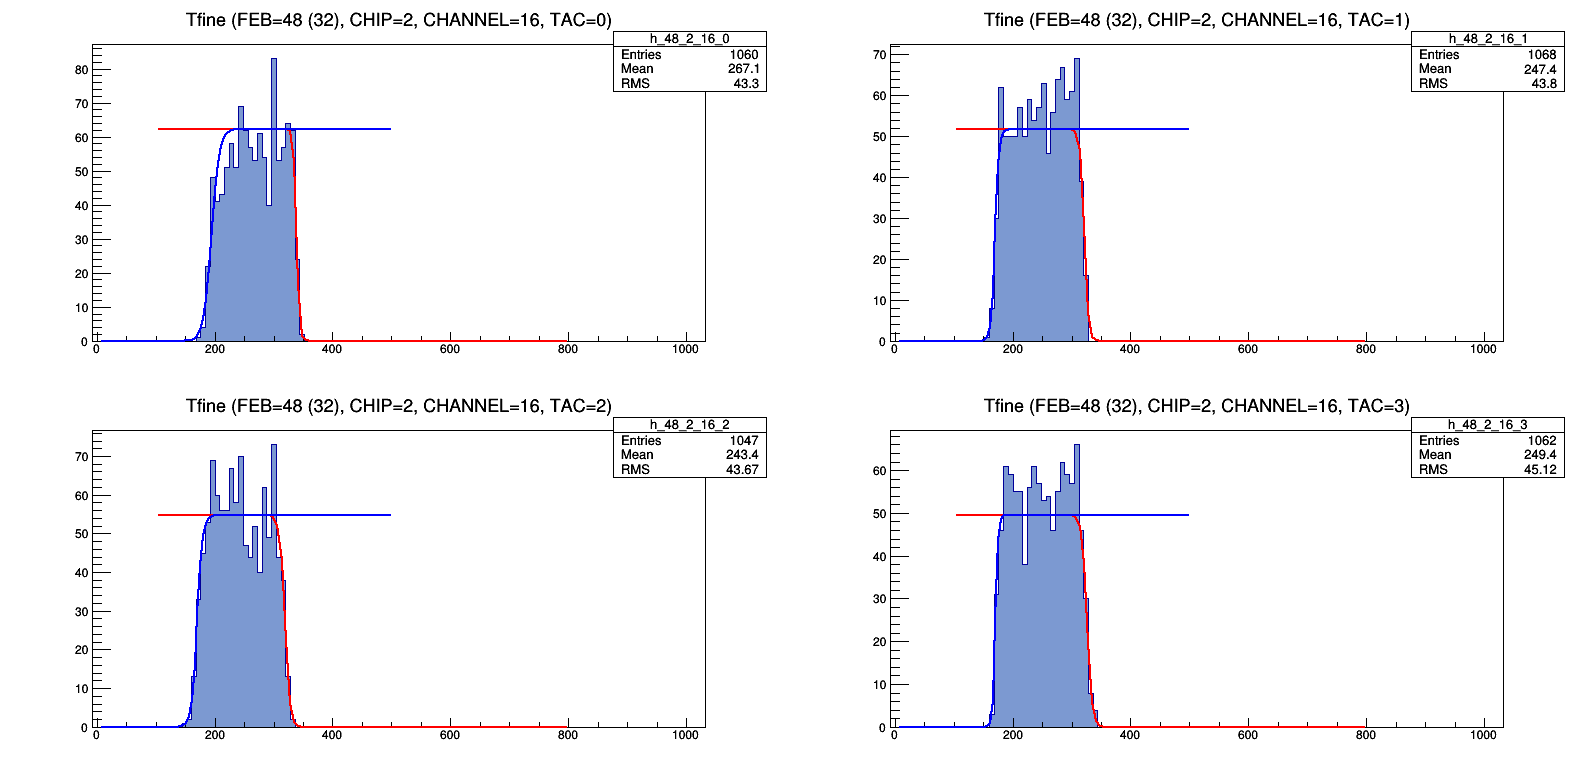 Tfine (FEB=48 (32), CHIP=2, CHANNEL=16, TAC=0)
h_48_2_16_0
Entries 1060
Mean 267.1
RMS 43.3
80
70
60
50
40
30
20
10
0
0 200 400 600 800 1000
Tfine (FEB=48 (32), CHIP=2, CHANNEL=16, TAC=1)
h_48_2_16_1
Entries 1068
Mean 247.4
RMS 43.8
70
60
50
40
30
20
10
0
0 200 400 600 800 1000
Tfine (FEB=48 (32), CHIP=2, CHANNEL=16, TAC=2)
h_48_2_16_2
Entries 1047
Mean 243.4
RMS 43.67
70
60
50
40
30
20
10
0
0 200 400 600 800 1000
Tfine (FEB=48 (32), CHIP=2, CHANNEL=16, TAC=3)
h_48_2_16_3
Entries 1062
Mean 249.4
RMS 45.12
60
50
40
30
20
10
0
0 200 400 600 800 1000